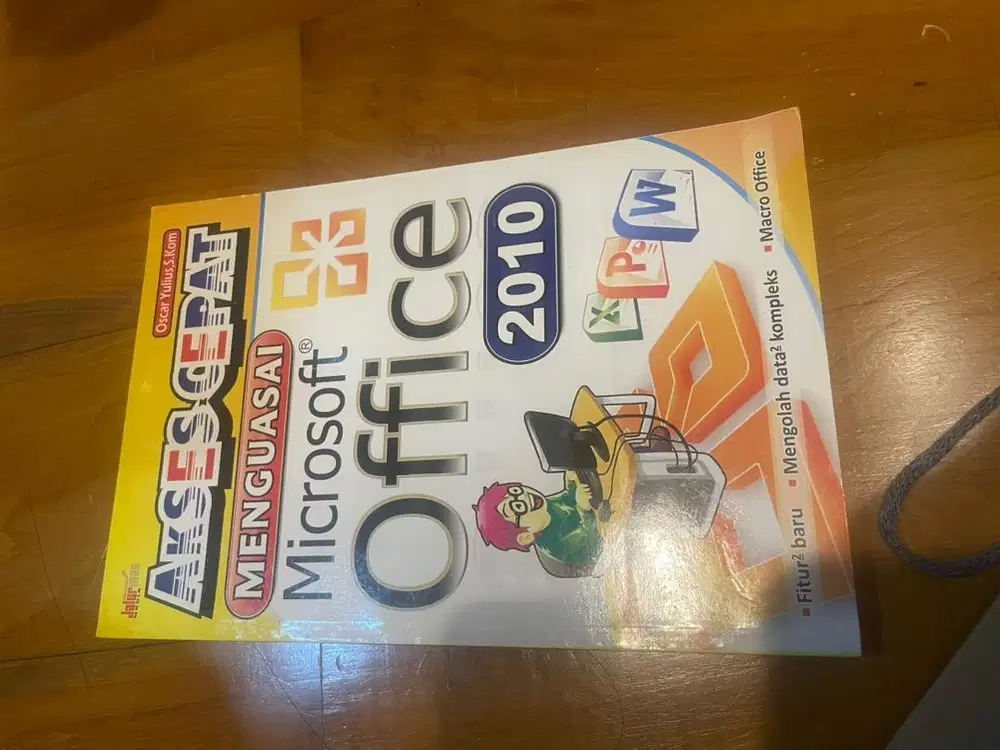 Oscar Yulius,S.Kom
AKSES CEPAT
MENGUASAI
Microsoft®
Office
2010
X P W
▪ Fitur² baru ▪ Mengolah data² kompleks ▪ Macro Office